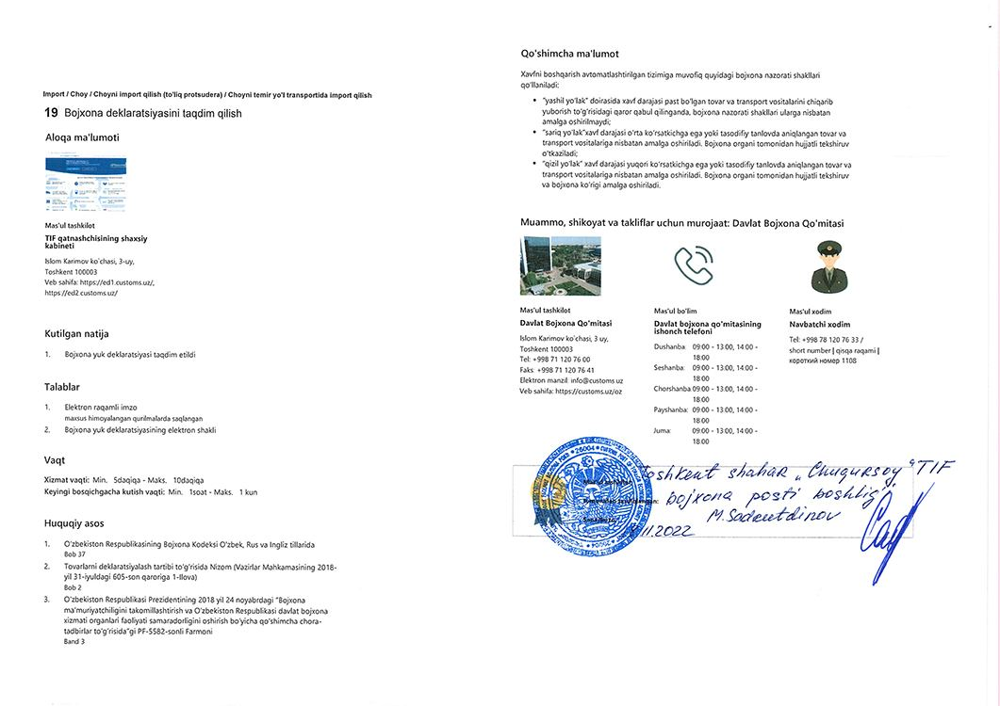 Import / Choy / Choyni import qilish (to'liq protsudera) / Choyni temir yo'l transportida import qilish
19 Bojxona deklaratsiyasini taqdim qilish
Aloqa ma'lumoti
Mas'ul tashkilot
TIF qatnashchisining shaxsiy
kabineti
Islom Karimov ko`chasi, 3-uy,
Toshkent 100003
Veb sahifa: https://ed1.customs.uz/,
https://ed2.customs.uz/
Kutilgan natija
1. Bojxona yuk deklaratsiyasi taqdim etildi
Talablar
1. Elektron raqamli imzo
maxsus himoyalangan qurilmalarda saqlangan
2. Bojxona yuk deklaratsiyasining elektron shakli
Vaqt
Xizmat vaqti: Min. 5daqiqa - Maks. 10daqiqa
Keyingi bosqichgacha kutish vaqti: Min. 1soat - Maks. 1 kun
Huquqiy asos
1. O'zbekiston Respublikasining Bojxona Kodeksi O'zbek, Rus va Ingliz tillarida
Bob 37
2. Tovarlarni deklaratsiyalash tartibi to'g'risida Nizom (Vazirlar Mahkamasining 2018-
yil 31-iyuldagi 605-son qaroriga 1-Ilova)
Bob 2
3. O'zbekiston Respublikasi Prezidentining 2018 yil 24 noyabrdagi "Bojxona
ma'muriyatchiligini takomillashtirish va O'zbekiston Respublikasi davlat bojxona
xizmati organlari faoliyati samaradorligini oshirish bo'yicha qo'shimcha chora-
tadbirlar to'g'risida"gi PF-5582-sonli Farmoni
Band 3
Qo'shimcha ma'lumot
Xavfni boshqarish avtomatlashtirilgan tizimiga muvofiq quyidagi bojxona nazorati shakllari
qo'llaniladi:
• "yashil yo'lak" doirasida xavf darajasi past bo'lgan tovar va transport vositalarini chiqarib
yuborish to'g'risidagi qaror qabul qilinganda, bojxona nazorati shakllari ularga nisbatan
amalga oshirilmaydi;
• "sariq yo'lak"xavf darajasi o'rta ko'rsatkichga ega yoki tasodifiy tanlovda aniqlangan tovar va
transport vositalariga nisbatan amalga oshiriladi. Bojxona organi tomonidan hujjatli tekshiruv
o'tkaziladi;
• "qizil yo'lak" xavf darajasi yuqori ko'rsatkichga ega yoki tasodifiy tanlovda aniqlangan tovar va
transport vositalariga nisbatan amalga oshiriladi. Bojxona organi tomonidan hujjatli tekshiruv
va bojxona ko'rigi amalga oshiriladi.
Muammo, shikoyat va takliflar uchun murojaat: Davlat Bojxona Qo'mitasi
Mas'ul tashkilot
Davlat Bojxona Qo'mitasi
Islom Karimov ko'chasi, 3 uy,
Toshkent 100003
Tel: +998 71 120 76 00
Faks: +998 71 120 76 41
Elektron manzil: info@customs.uz
Veb sahifa: https://customs.uz/oz
Mas'ul bo'lim
Davlat bojxona qo'mitasining
ishonch telefoni
Dushanba: 09:00 - 13:00, 14:00 -
18:00
Seshanba: 09:00 - 13:00, 14:00 -
18:00
Chorshanba: 09:00 - 13:00, 14:00 -
18:00
Payshanba: 09:00 - 13:00, 14:00 -
18:00
Juma: 09:00 - 13:00, 14:00 -
18:00
Mas'ul xodim
Navbatchi xodim
Tel: +998 78 120 76 33 /
short number | qisqa raqami |
короткий номер 1108
26004
Toshkent shahar „Chuqursoy" TIF
bojxona posti boshlig'i
M.Sadautdinov
.11.2022